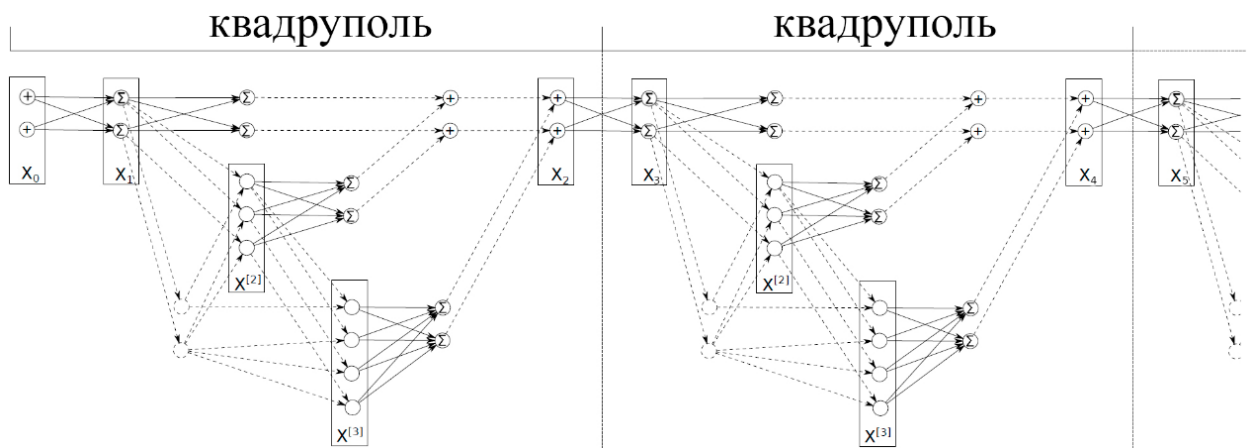 квадруполь квадруполь
+ Σ Σ + + Σ Σ + + Σ
+ Σ Σ + + Σ Σ + + Σ
X₀ X₁ X₂ X₃ X₄ X₅
Σ Σ
Σ Σ
X[2] X[2]
Σ Σ
Σ Σ
X[3] X[3]